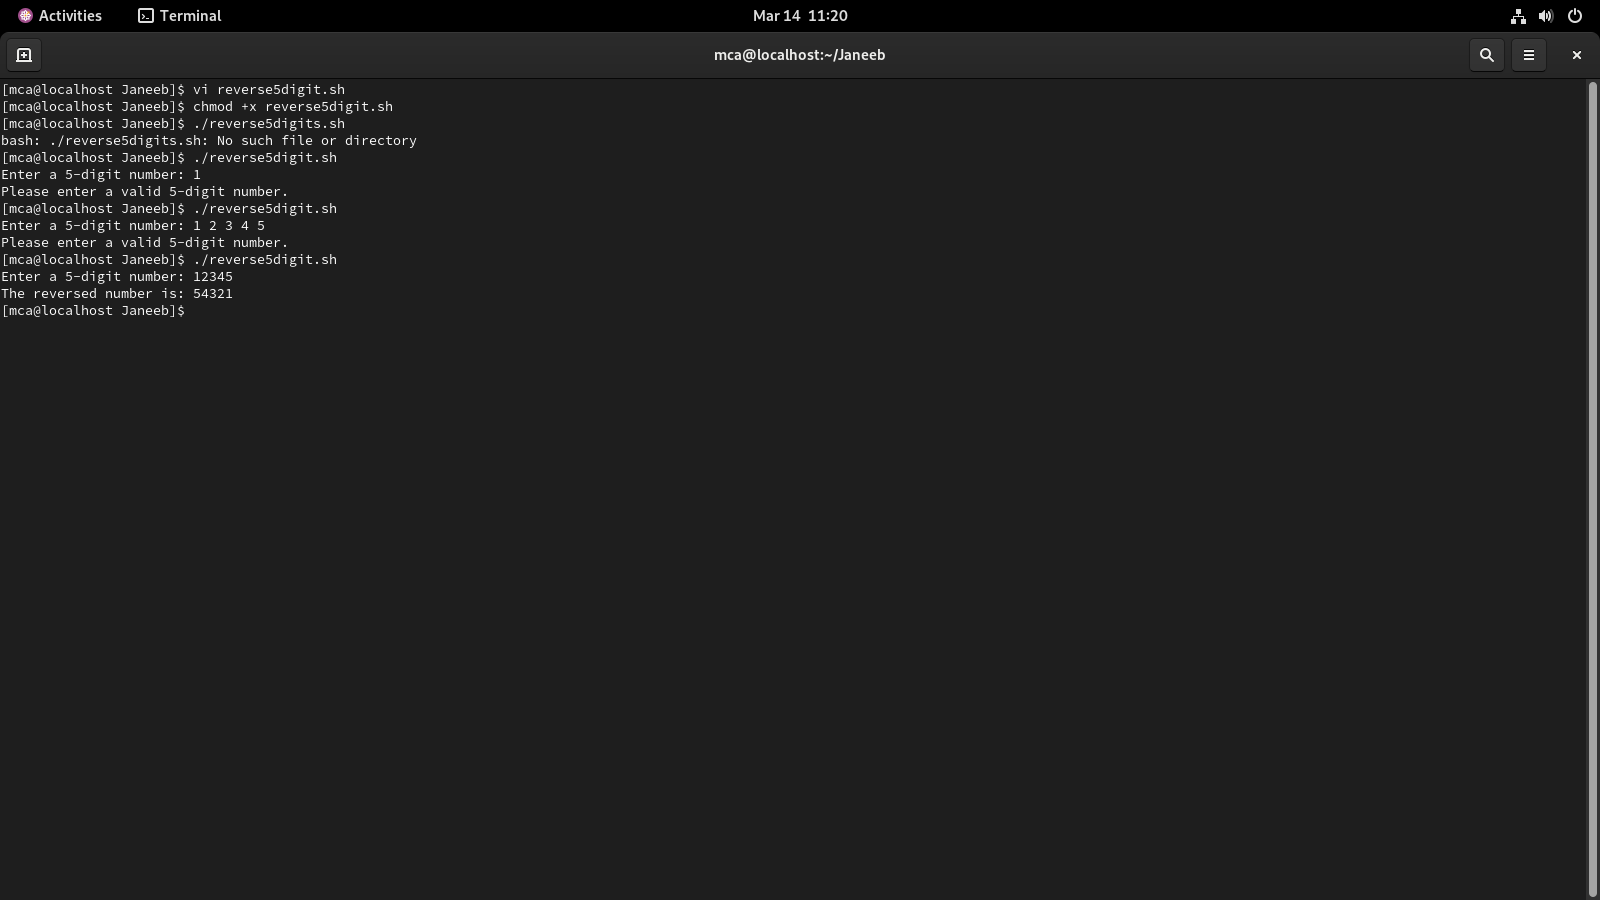 Activities
Terminal
Mar 14 11:20
mca@localhost:~/Janeeb
[mca@localhost Janeeb]$ vi reverse5digit.sh
[mca@localhost Janeeb]$ chmod +x reverse5digit.sh
[mca@localhost Janeeb]$ ./reverse5digits.sh
bash: ./reverse5digits.sh: No such file or directory
[mca@localhost Janeeb]$ ./reverse5digit.sh
Enter a 5-digit number: 1
Please enter a valid 5-digit number.
[mca@localhost Janeeb]$ ./reverse5digit.sh
Enter a 5-digit number: 1 2 3 4 5
Please enter a valid 5-digit number.
[mca@localhost Janeeb]$ ./reverse5digit.sh
Enter a 5-digit number: 12345
The reversed number is: 54321
[mca@localhost Janeeb]$